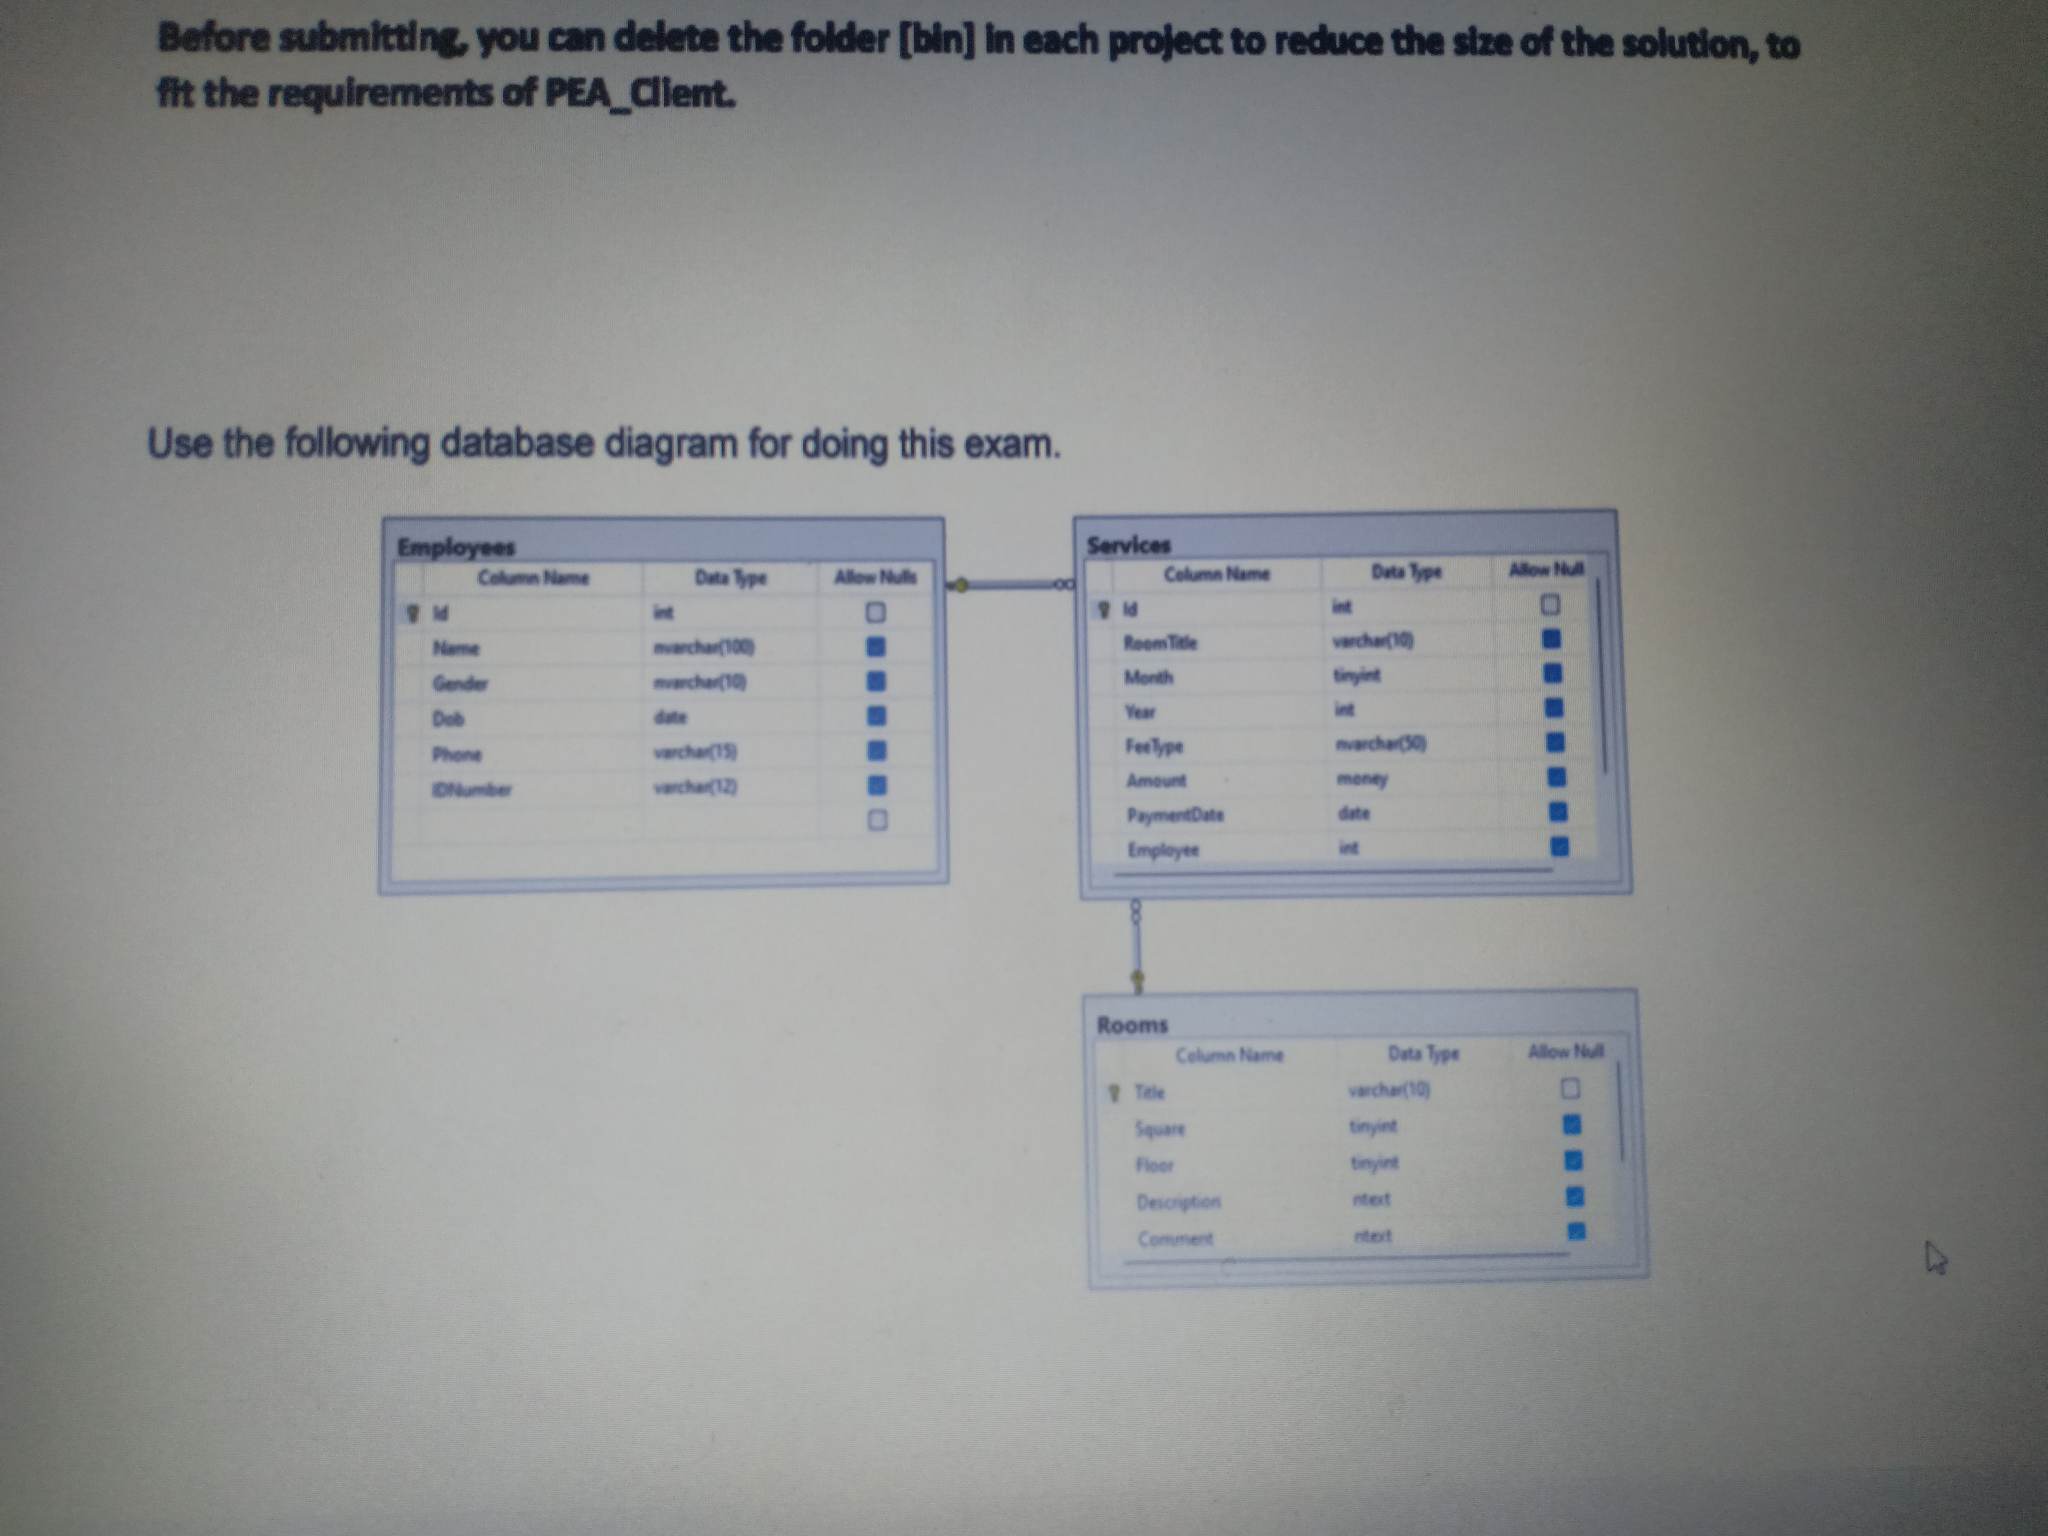 Before submitting, you can delete the folder [bin] in each project to reduce the size of the solution, to
fit the requirements of PEA_Client.
Use the following database diagram for doing this exam.
Employees
Column Name Data Type Allow Nulls
Id int
Name nvarchar(100)
Gender nvarchar(10)
Dob date
Phone varchar(15)
IDNumber varchar(12)
Services
Column Name Data Type Allow Null
Id int
RoomTitle varchar(10)
Month tinyint
Year int
FeeType nvarchar(50)
Amount money
PaymentDate date
Employee int
Rooms
Column Name Data Type Allow Null
Title varchar(10)
Square tinyint
Floor tinyint
Description ntext
Comment ntext